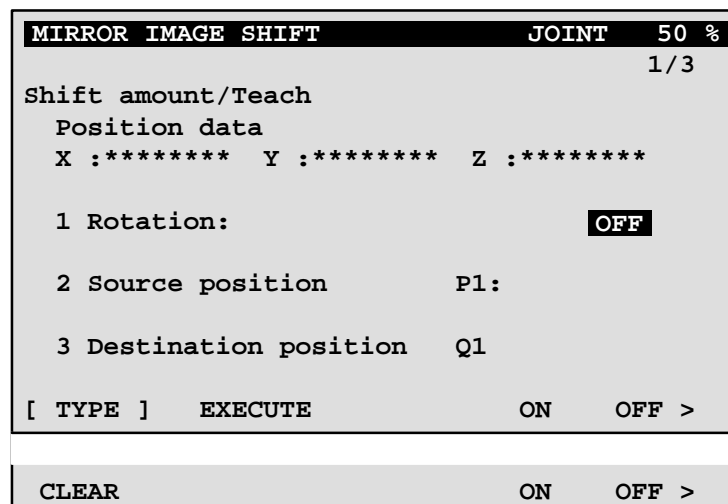 MIRROR IMAGE SHIFT JOINT 50 %
1/3
Shift amount/Teach
Position data
X :******** Y :******** Z :********
1 Rotation: OFF
2 Source position P1:
3 Destination position Q1
[ TYPE ] EXECUTE ON OFF >
CLEAR ON OFF >